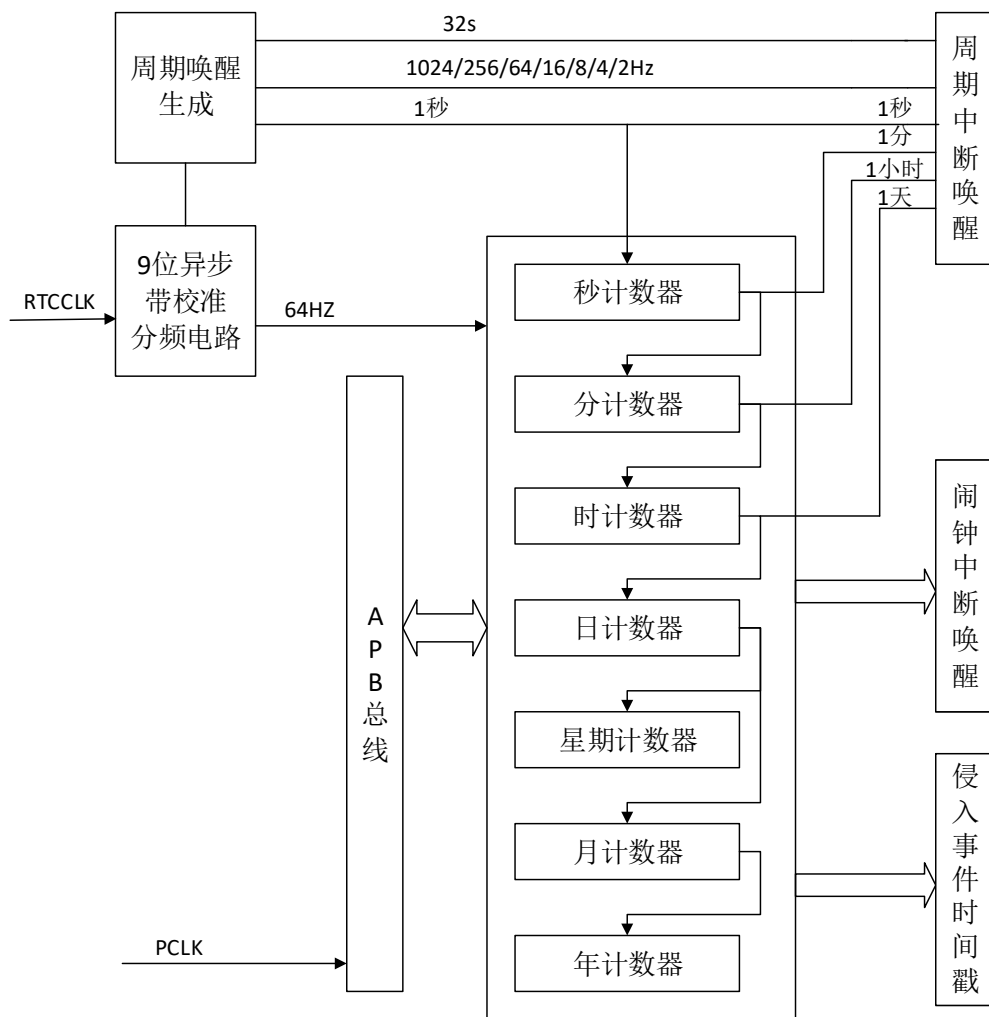 32s
周期唤醒
生成
1024/256/64/16/8/4/2Hz
1秒
1秒
1分
1小时
1天
周期中断唤醒
9位异步
带校准
分频电路
RTCCLK
64HZ
秒计数器
分计数器
时计数器
日计数器
星期计数器
月计数器
年计数器
APB总线
PCLK
闹钟中断唤醒
侵入事件时间戳